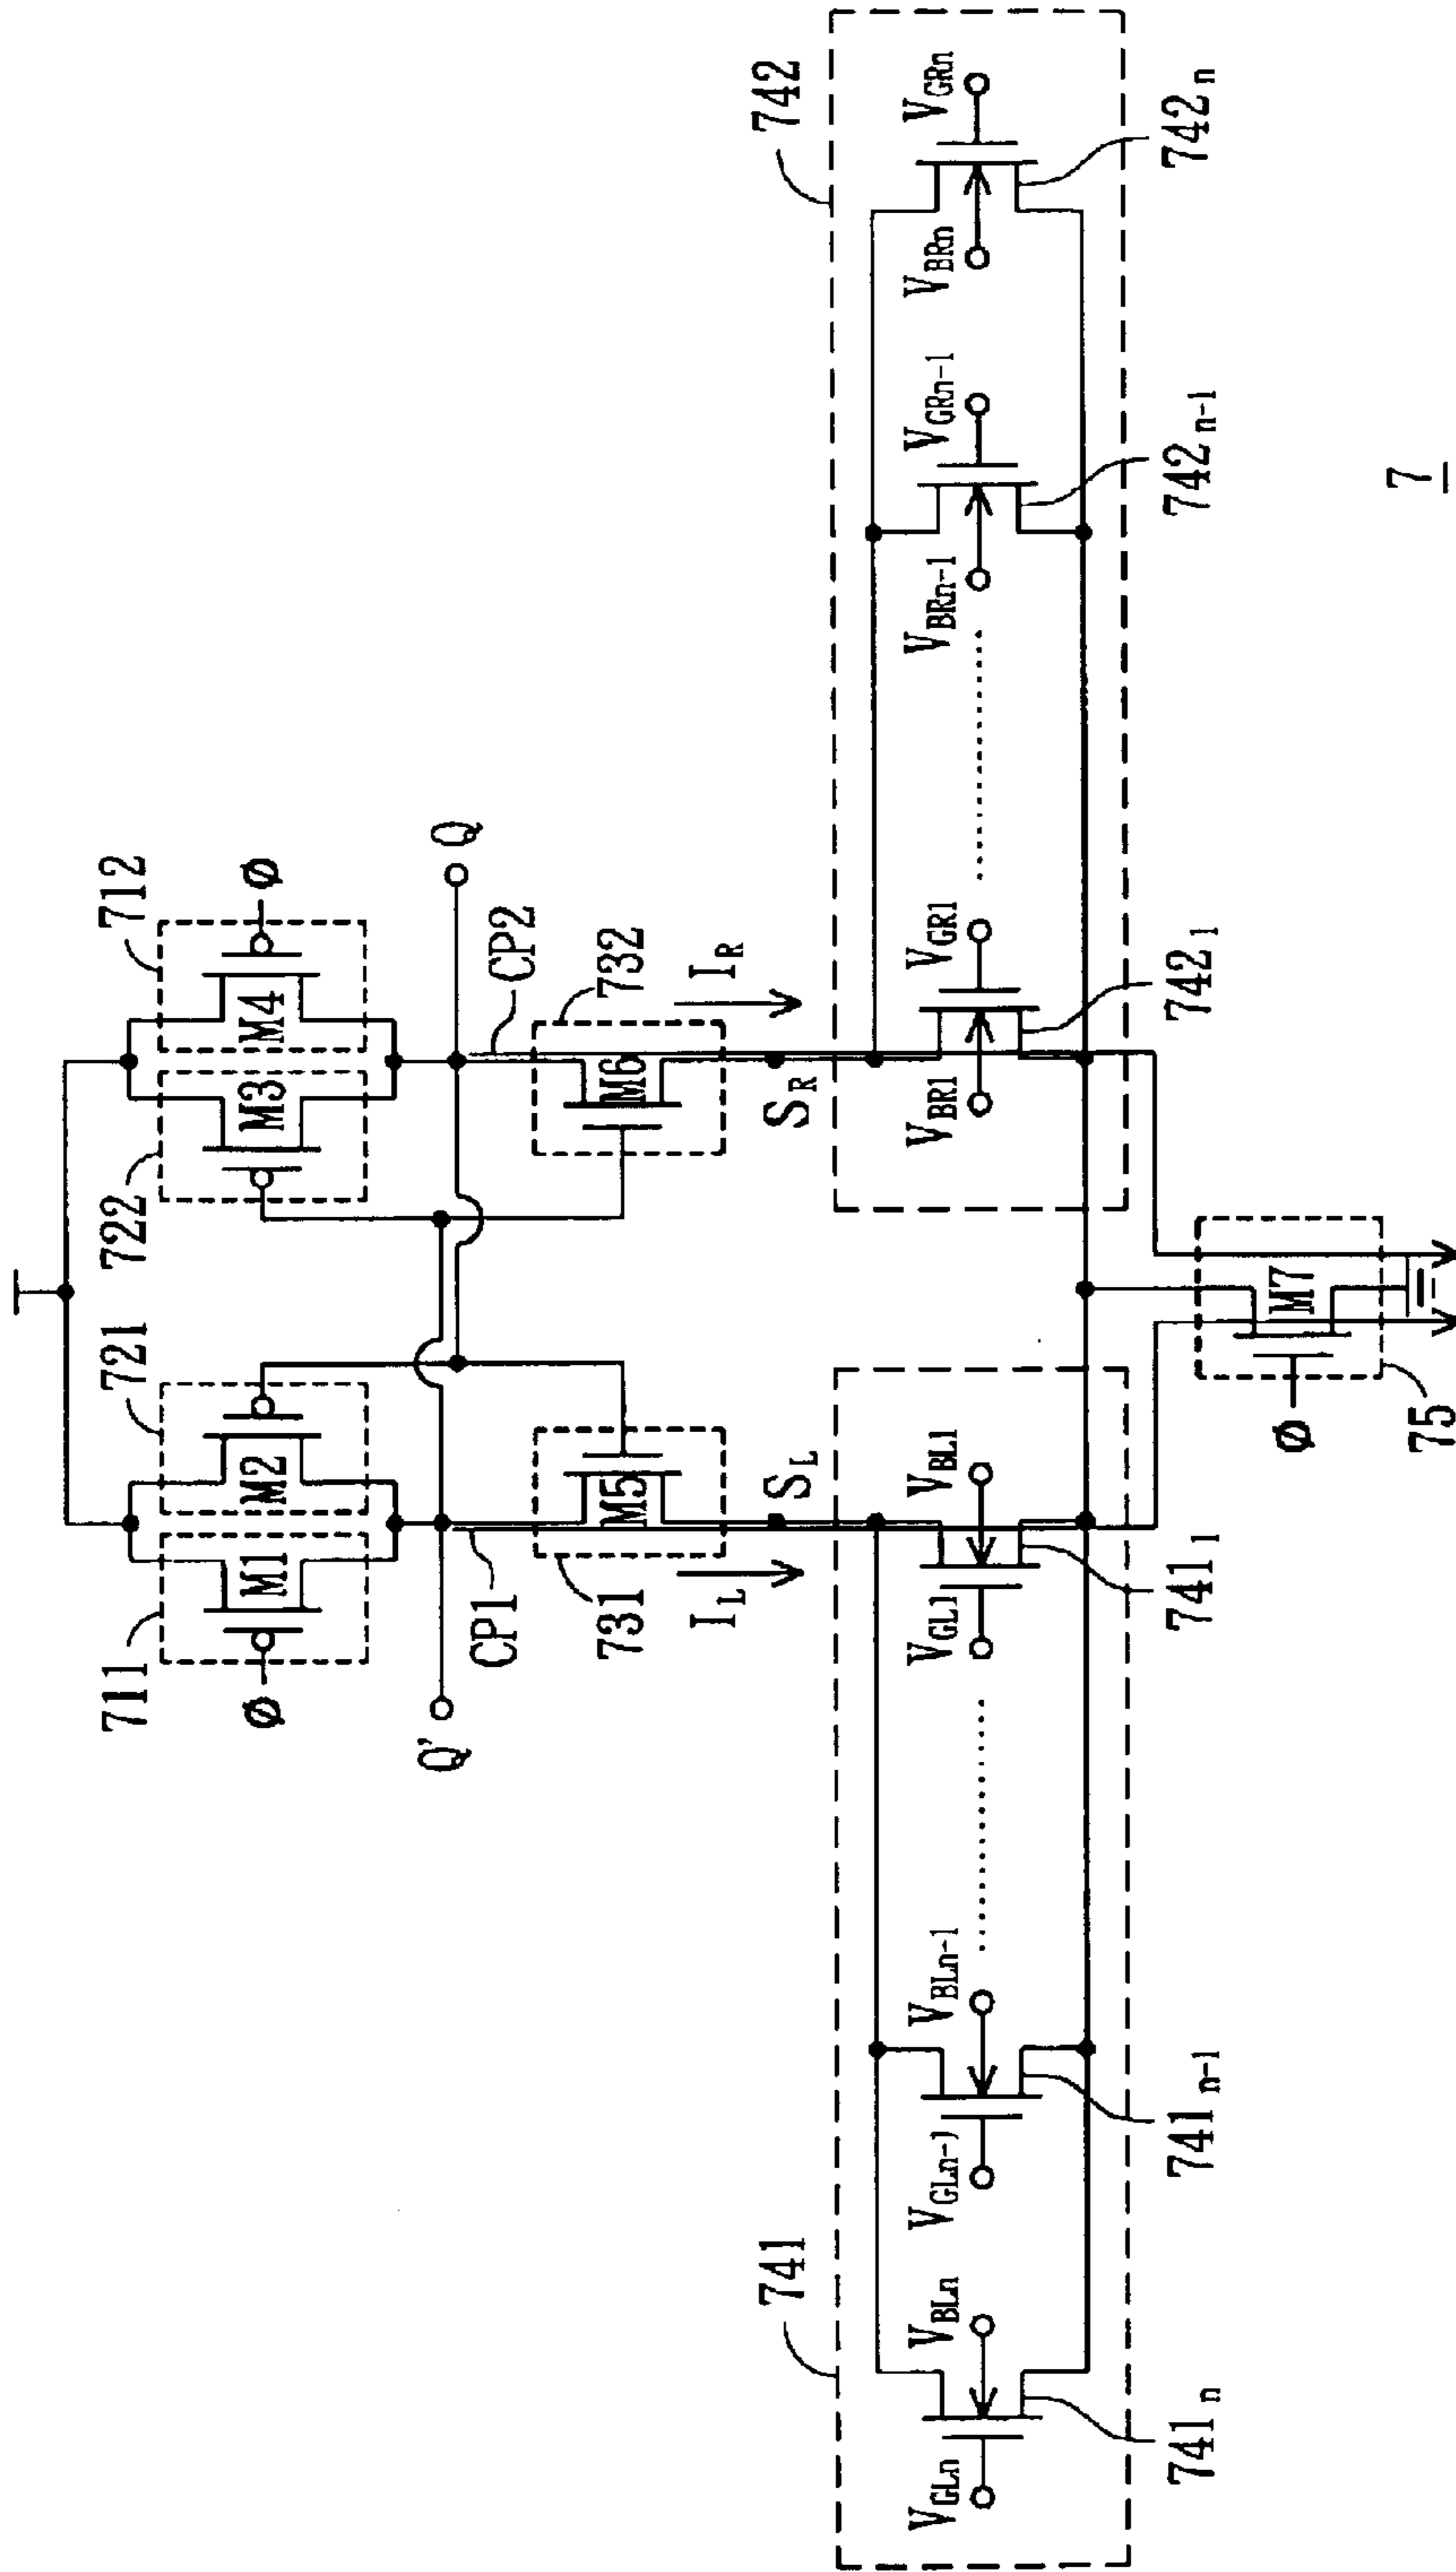 711 721 722 712
Ø M1 M2 M3 M4 Ø
Q' Q
CP1 CP2
731 M5 M6 732
I_L S_L S_R I_R
741 742
V_GLn V_BLn V_GLn-1 V_BLn-1 V_GL1 V_BL1 V_BR1 V_GR1 V_BRn-1 V_GRn-1 V_BRn V_GRn
741_n 741_n-1 741_1 742_1 742_n-1 742_n
Ø M7
75
7